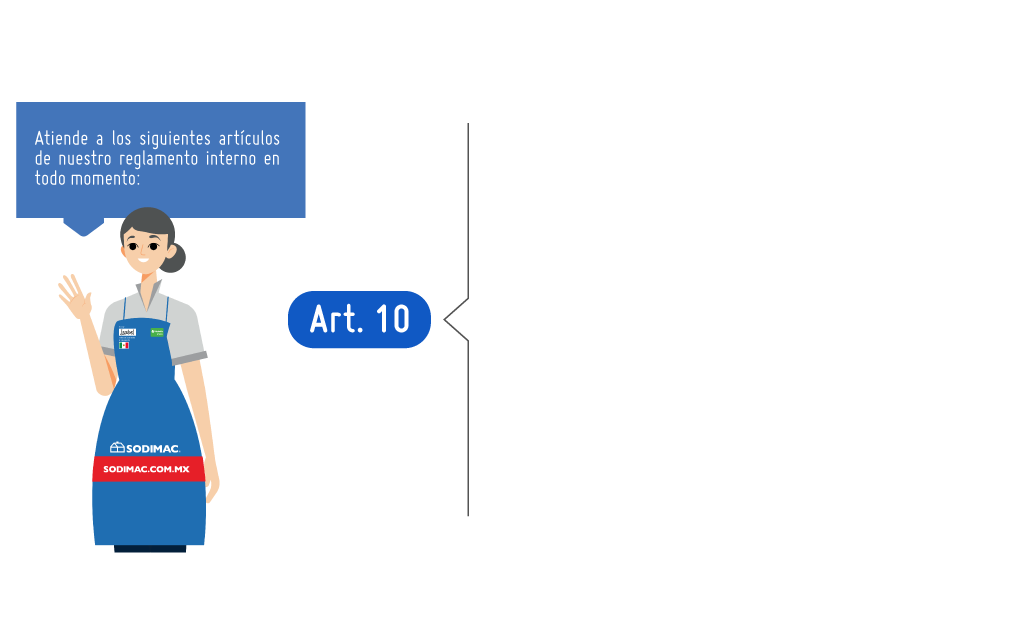 Atiende a los siguientes artículos
de nuestro reglamento interno en
todo momento:
Art. 10
Isabel
SODIMAC
SODIMAC.COM.MX